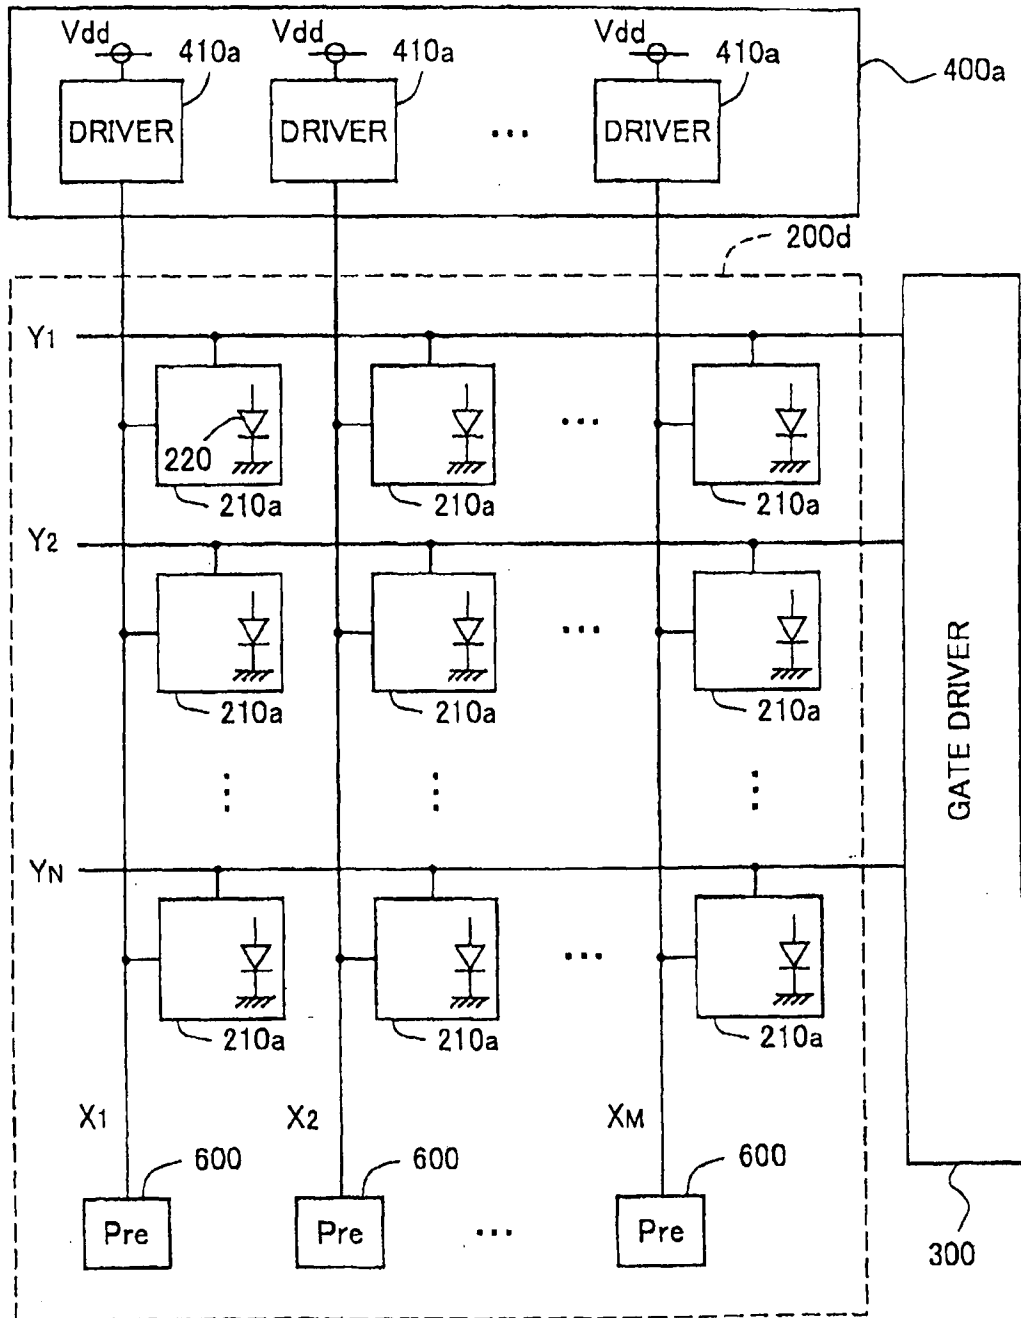 Vdd 410a Vdd 410a Vdd 410a
400a
DRIVER DRIVER ... DRIVER
200d
Y1
...
220
210a 210a 210a
Y2
...
210a 210a 210a
GATE DRIVER
YN
...
210a 210a 210a
X1 X2 XM
600 600 600
Pre Pre ... Pre
300